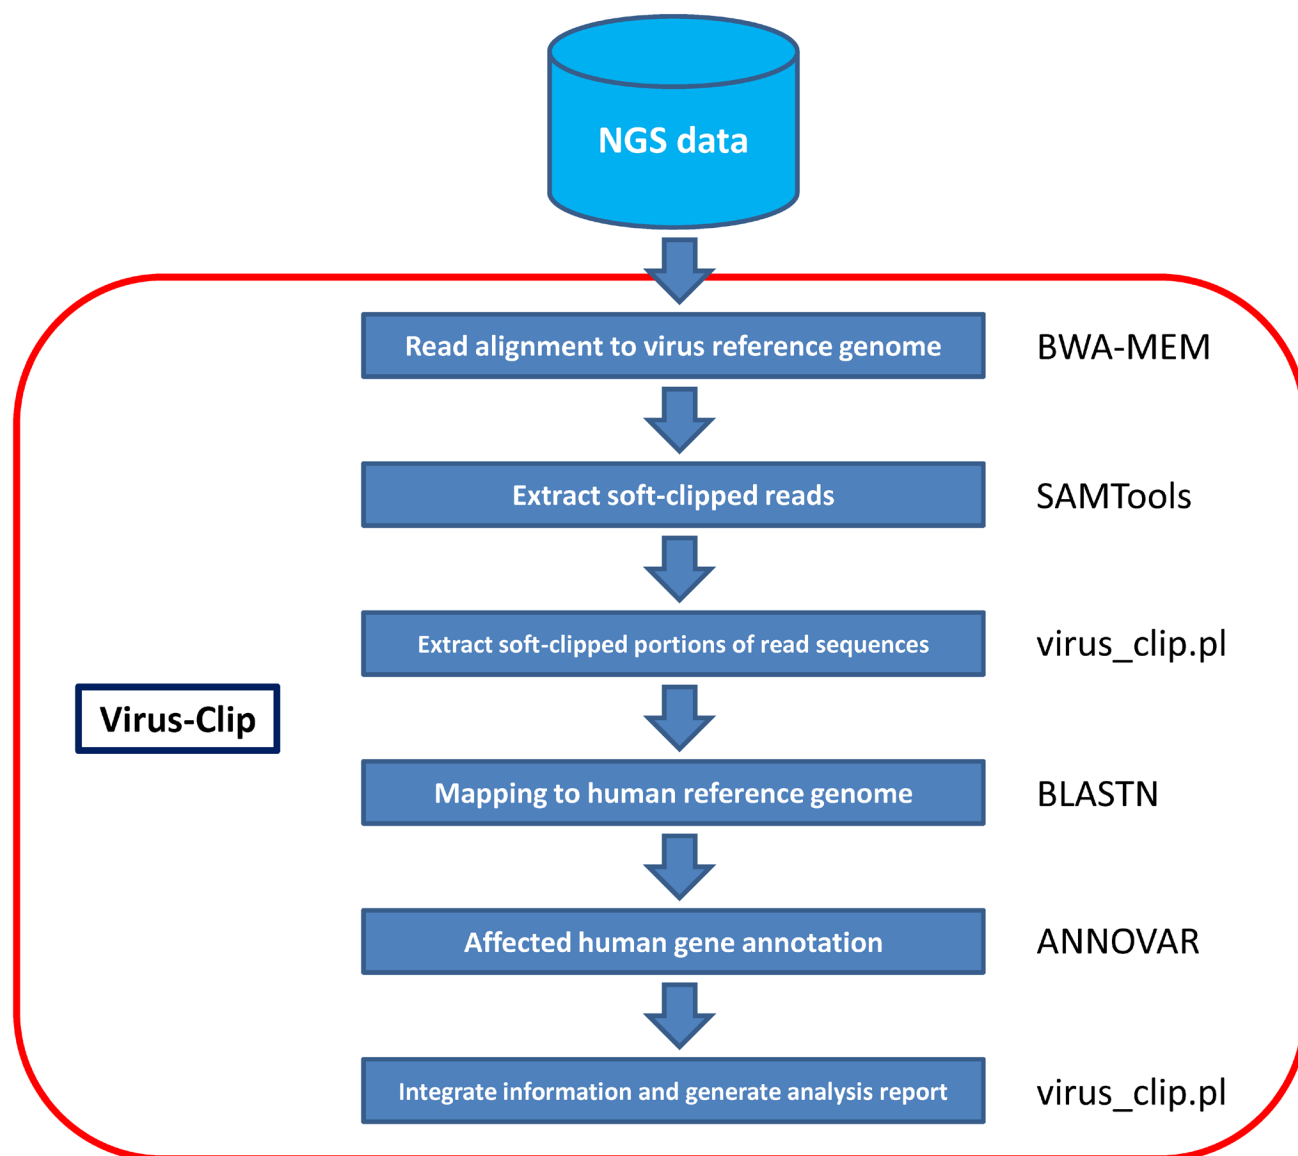 NGS data
Read alignment to virus reference genome
BWA-MEM
Extract soft-clipped reads
SAMTools
Extract soft-clipped portions of read sequences
virus_clip.pl
Virus-Clip
Mapping to human reference genome
BLASTN
Affected human gene annotation
ANNOVAR
Integrate information and generate analysis report
virus_clip.pl